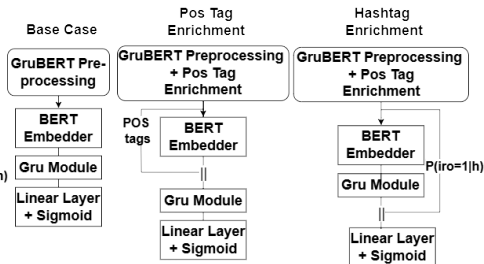 Base Case
GruBERT Pre-
processing
BERT
Embedder
Gru Module
h)
Linear Layer
+ Sigmoid
Pos Tag
Enrichment
GruBERT Preprocessing
+ Pos Tag
Enrichment
POS
tags
BERT
Embedder
||
Gru Module
Linear Layer
+ Sigmoid
Hashtag
Enrichment
GruBERT Preprocessing
+ Pos Tag
Enrichment
BERT
Embedder
P(iro=1|h)
Gru Module
||
Linear Layer
+ Sigmoid